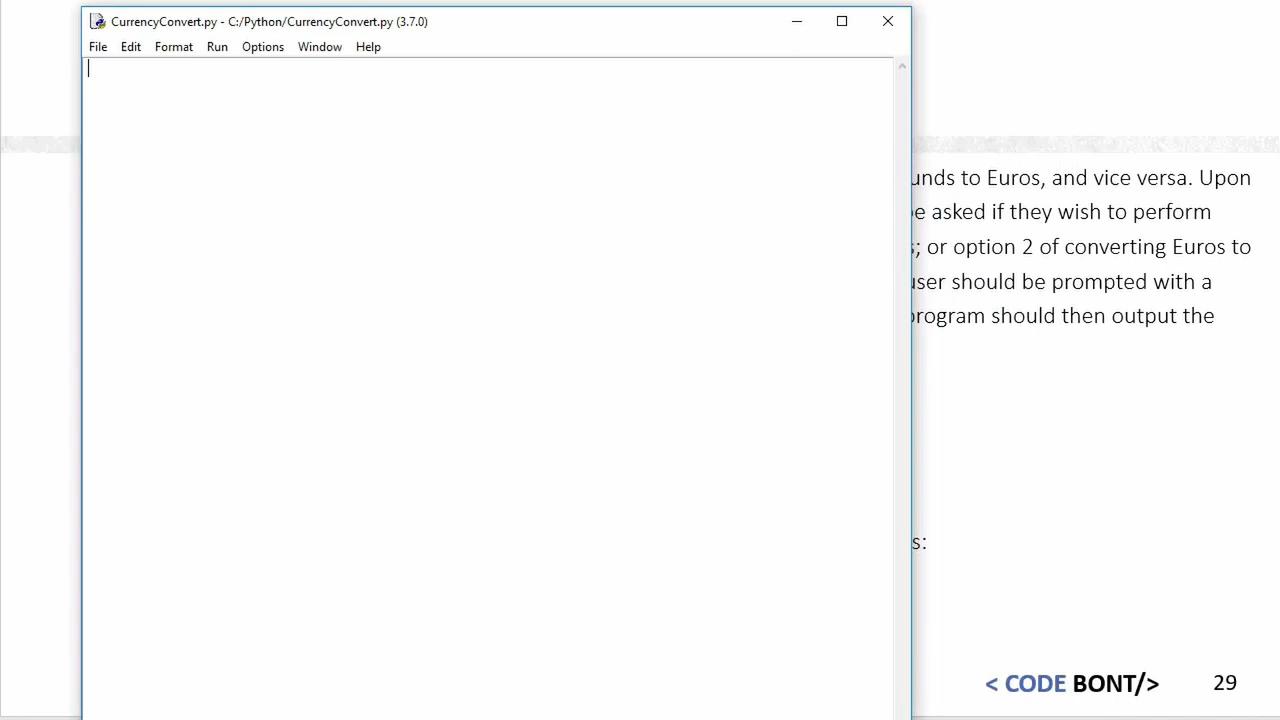 CurrencyConvert.py - C:/Python/CurrencyConvert.py (3.7.0)
File Edit Format Run Options Window Help
to Euros, and vice versa. Upon
asked if they wish to perform
; or option 2 of converting Euros to
user should be prompted with a
program should then output the
s:
< CODE BONT/> 29